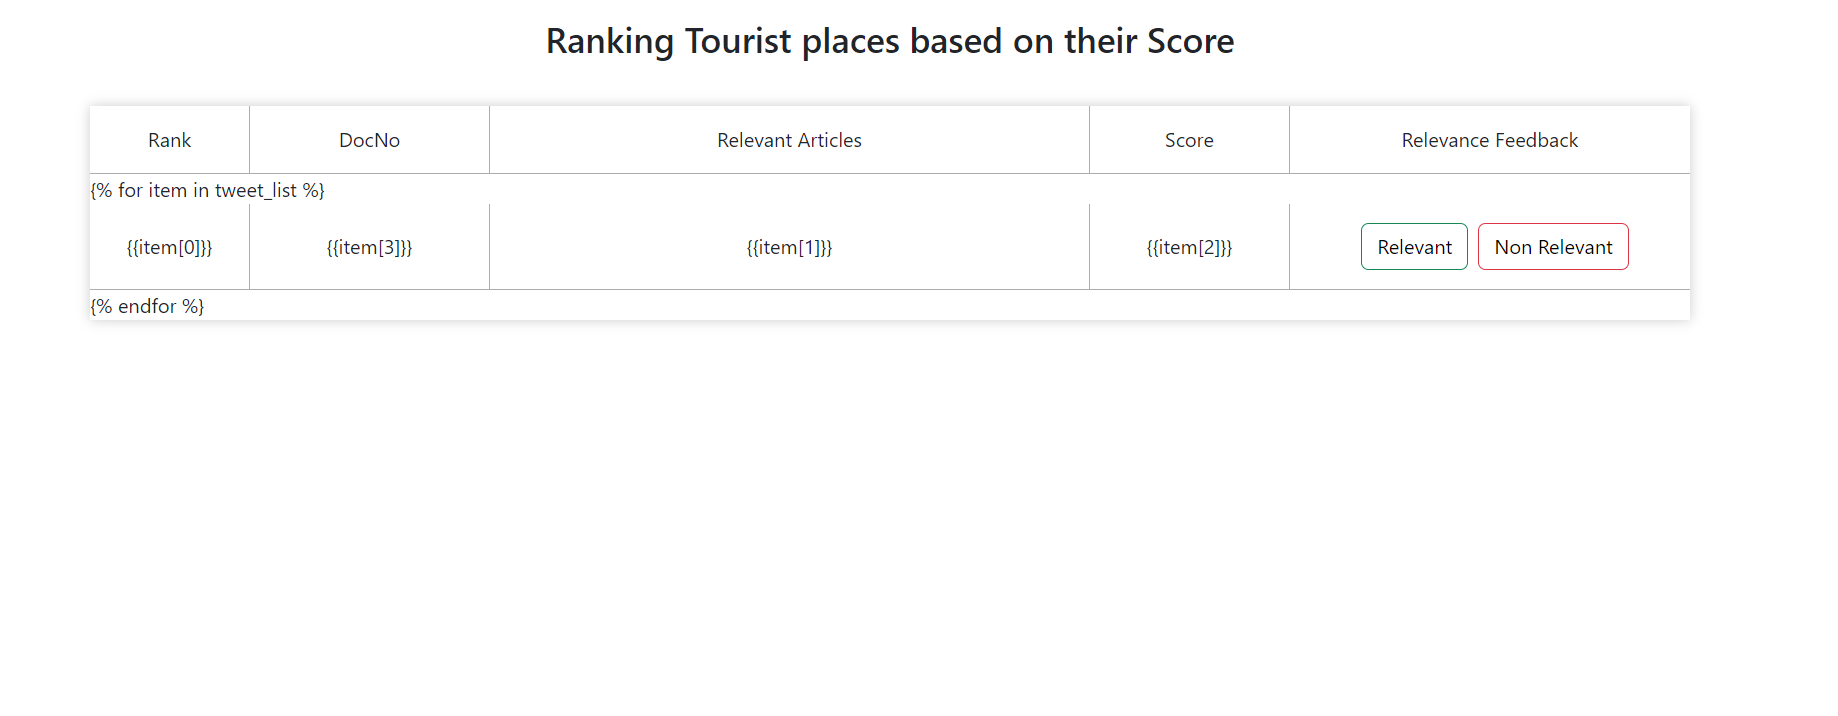 Ranking Tourist places based on their Score
Rank DocNo Relevant Articles Score Relevance Feedback
{% for item in tweet_list %}
{{item[0]}} {{item[3]}} {{item[1]}} {{item[2]}} Relevant Non Relevant
{% endfor %}